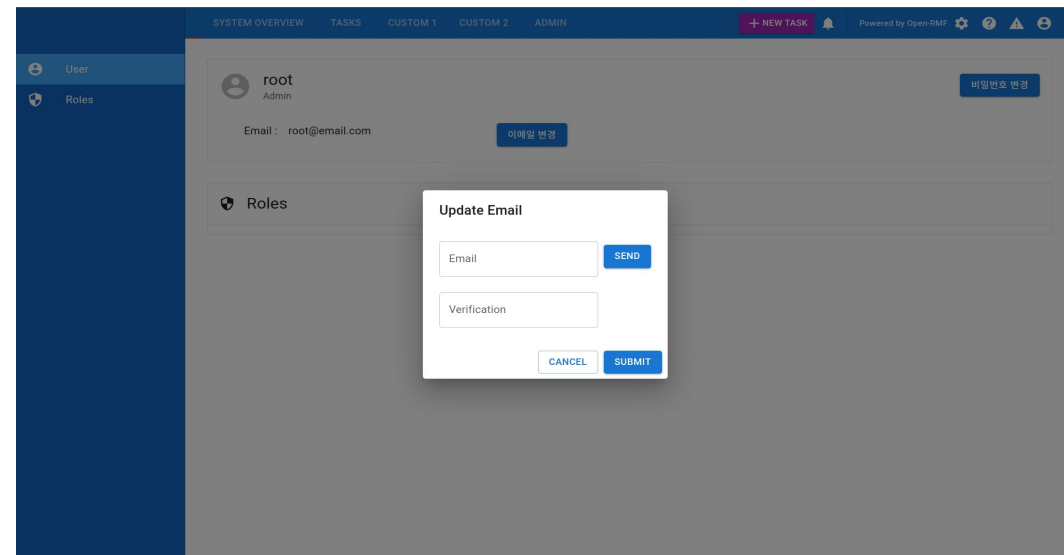 SYSTEM OVERVIEW TASKS CUSTOM 1 CUSTOM 2 ADMIN + NEW TASK Powered by Open-RMF
User
Roles
root
Admin
비밀번호 변경
Email : root@email.com
이메일 변경
Roles
Update Email
Email
SEND
Verification
CANCEL SUBMIT